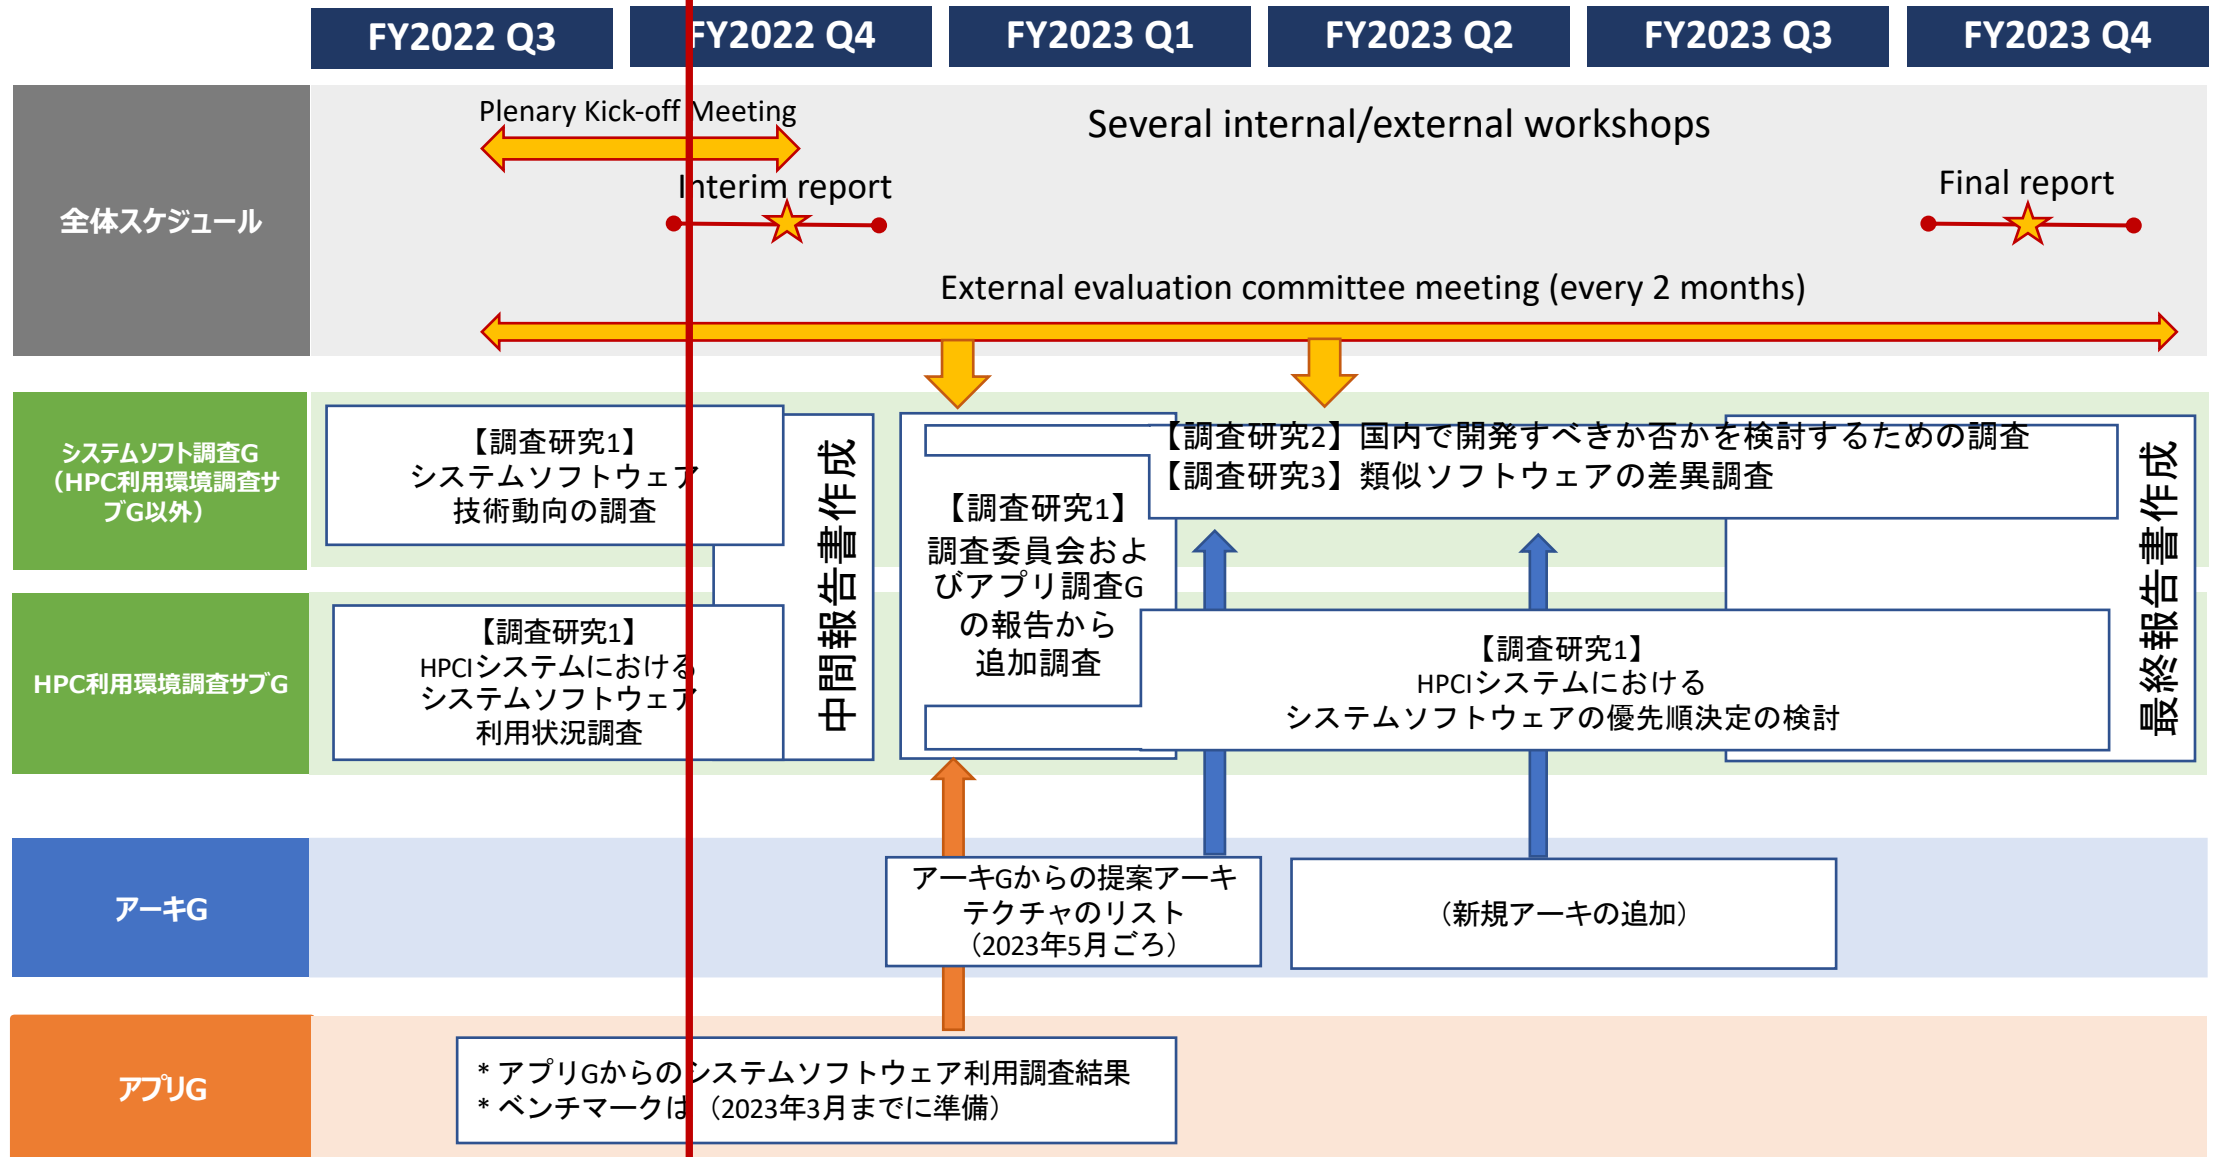 FY2022 Q3
FY2022 Q4
FY2023 Q1
FY2023 Q2
FY2023 Q3
FY2023 Q4
全体スケジュール
Plenary Kick-off Meeting
Several internal/external workshops
Interim report
Final report
External evaluation committee meeting (every 2 months)
システムソフト調査G
（HPC利用環境調査サ
ブG以外）
【調査研究1】
システムソフトウェア
技術動向の調査
中間報告書作成
【調査研究1】
調査委員会およ
びアプリ調査G
の報告から
追加調査
【調査研究2】国内で開発すべきか否かを検討するための調査
【調査研究3】類似ソフトウェアの差異調査
最終報告書作成
HPC利用環境調査サブG
【調査研究1】
HPCIシステムにおける
システムソフトウェア
利用状況調査
【調査研究1】
HPCIシステムにおける
システムソフトウェアの優先順決定の検討
アーキG
アーキGからの提案アーキ
テクチャのリスト
（2023年5月ごろ）
（新規アーキの追加）
アプリG
* アプリGからのシステムソフトウェア利用調査結果
* ベンチマークは（2023年3月までに準備）